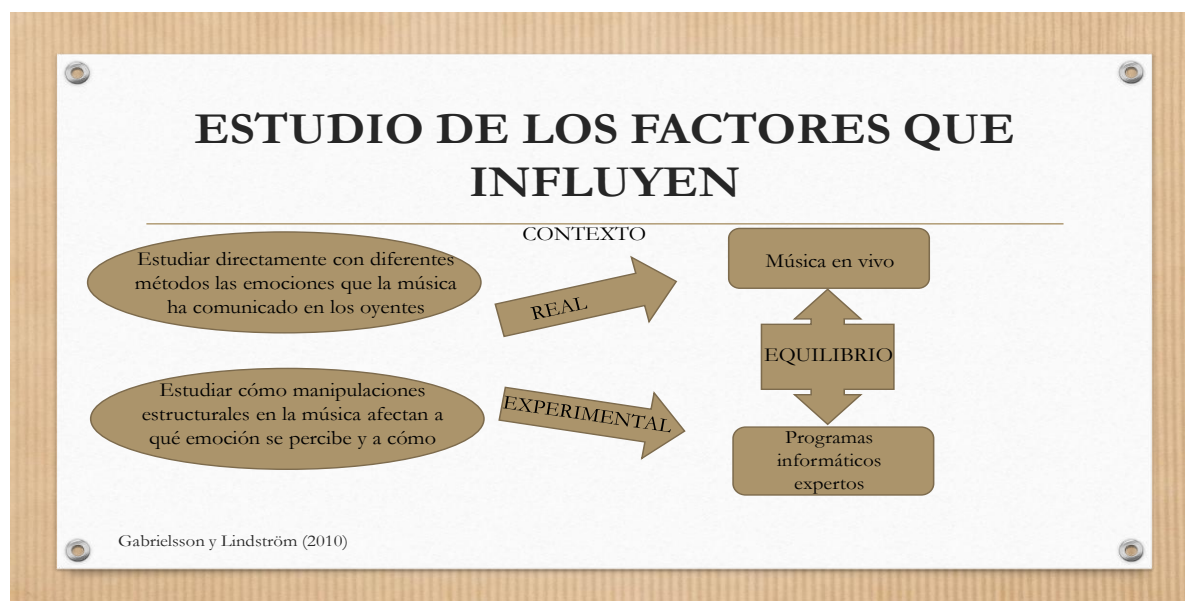 ESTUDIO DE LOS FACTORES QUE
INFLUYEN
CONTEXTO
Estudiar directamente con diferentes
métodos las emociones que la música
ha comunicado en los oyentes
REAL
Música en vivo
EQUILIBRIO
Estudiar cómo manipulaciones
estructurales en la música afectan a
qué emoción se percibe y a cómo
EXPERIMENTAL
Programas
informáticos
expertos
Gabrielsson y Lindström (2010)